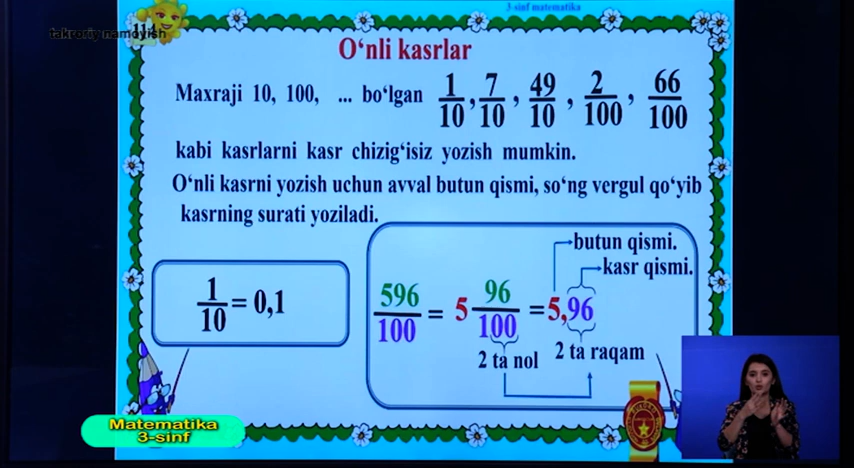 3-sinf matematika
takroriy namoyish
O‘nli kasrlar
Maxraji 10, 100, ... bo‘lgan 1/10, 7/10, 49/10, 2/100, 66/100
kabi kasrlarni kasr chizig‘isiz yozish mumkin.
O‘nli kasrni yozish uchun avval butun qismi, so‘ng vergul qo‘yib
kasrning surati yoziladi.
butun qismi.
kasr qismi.
1/10 = 0,1
596/100 = 5 96/100 = 5,96
2 ta nol
2 ta raqam
Matematika
3-sinf